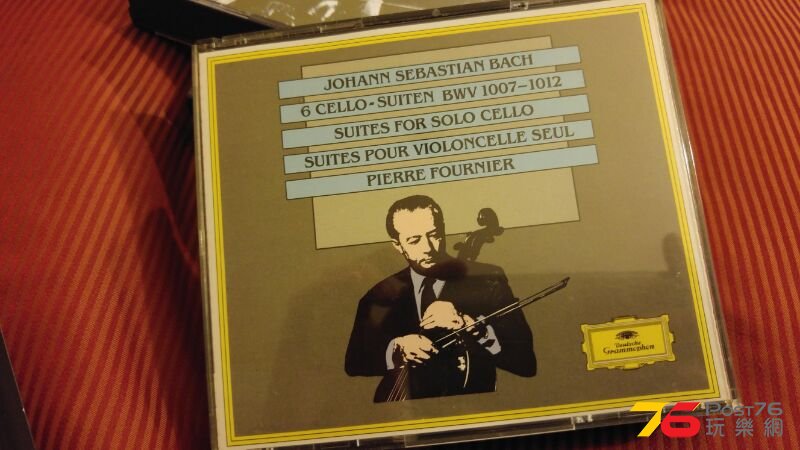 JOHANN SEBASTIAN BACH
6 CELLO-SUITEN BWV 1007–1012
SUITES FOR SOLO CELLO
SUITES POUR VIOLONCELLE SEUL
PIERRE FOURNIER
Deutsche
Grammophon
76 POST76
玩樂網